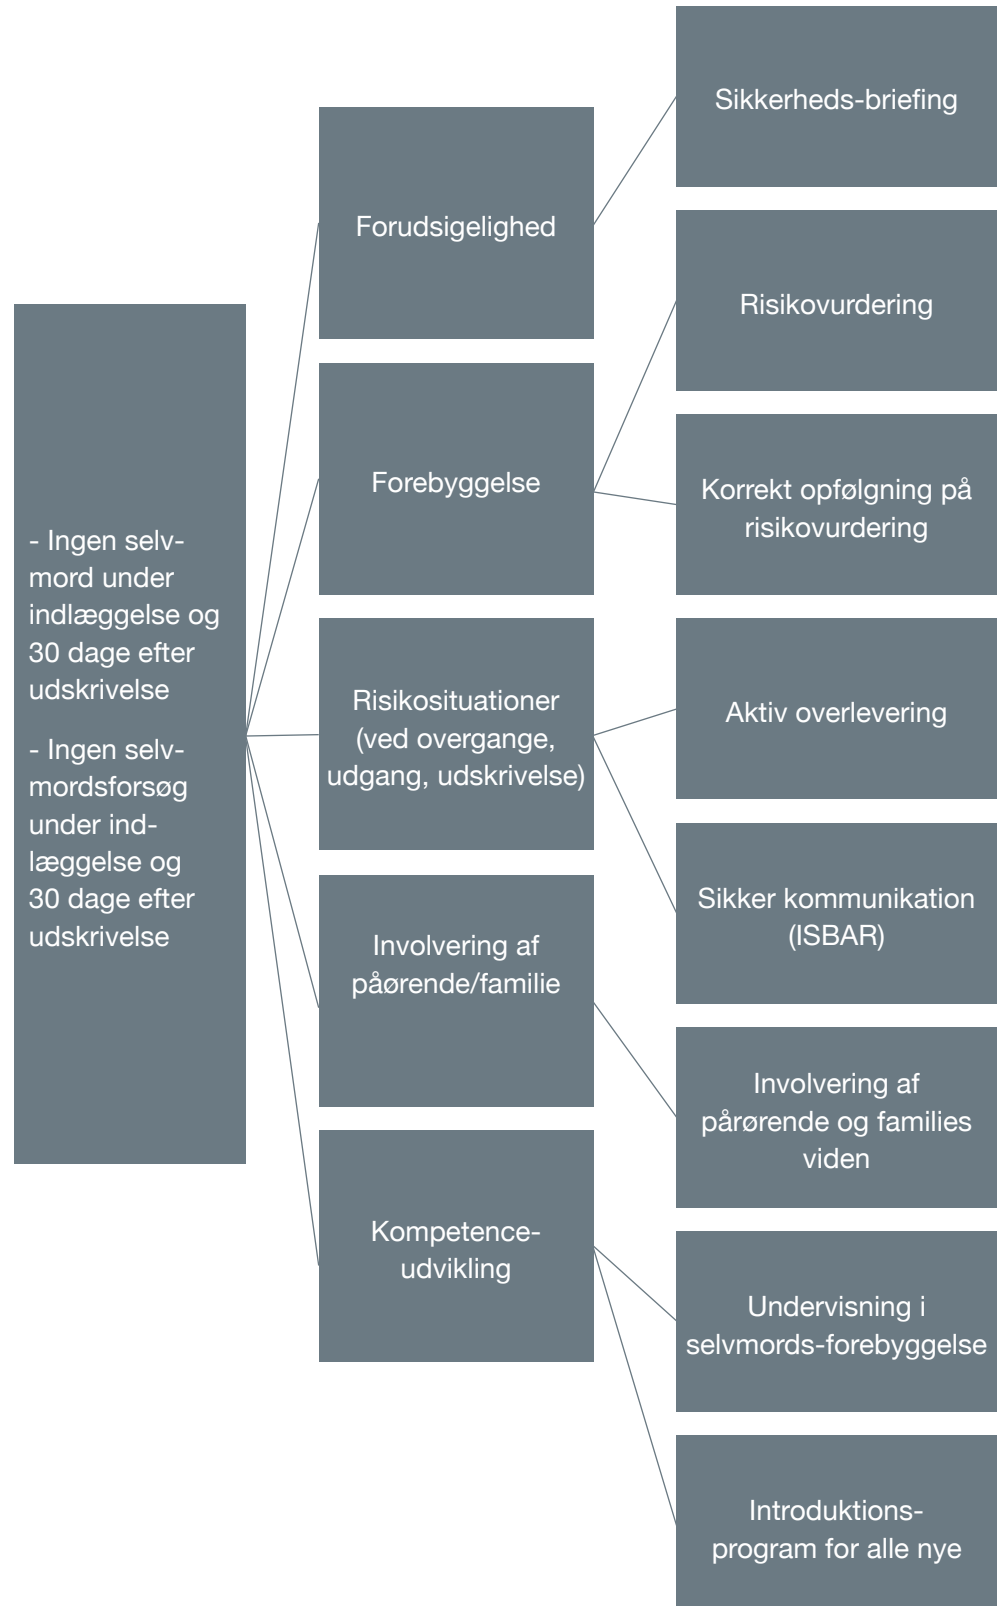 - Ingen selv-
mord under
indlæggelse og
30 dage efter
udskrivelse
- Ingen selv-
mordsforsøg
under ind-
læggelse og
30 dage efter
udskrivelse
Forudsigelighed
Forebyggelse
Risikosituationer
(ved overgange,
udgang, udskrivelse)
Involvering af
påørende/familie
Kompetence-
udvikling
Sikkerheds-briefing
Risikovurdering
Korrekt opfølgning på
risikovurdering
Aktiv overlevering
Sikker kommunikation
(ISBAR)
Involvering af
pårørende og families
viden
Undervisning i
selvmords-forebyggelse
Introduktions-
program for alle nye